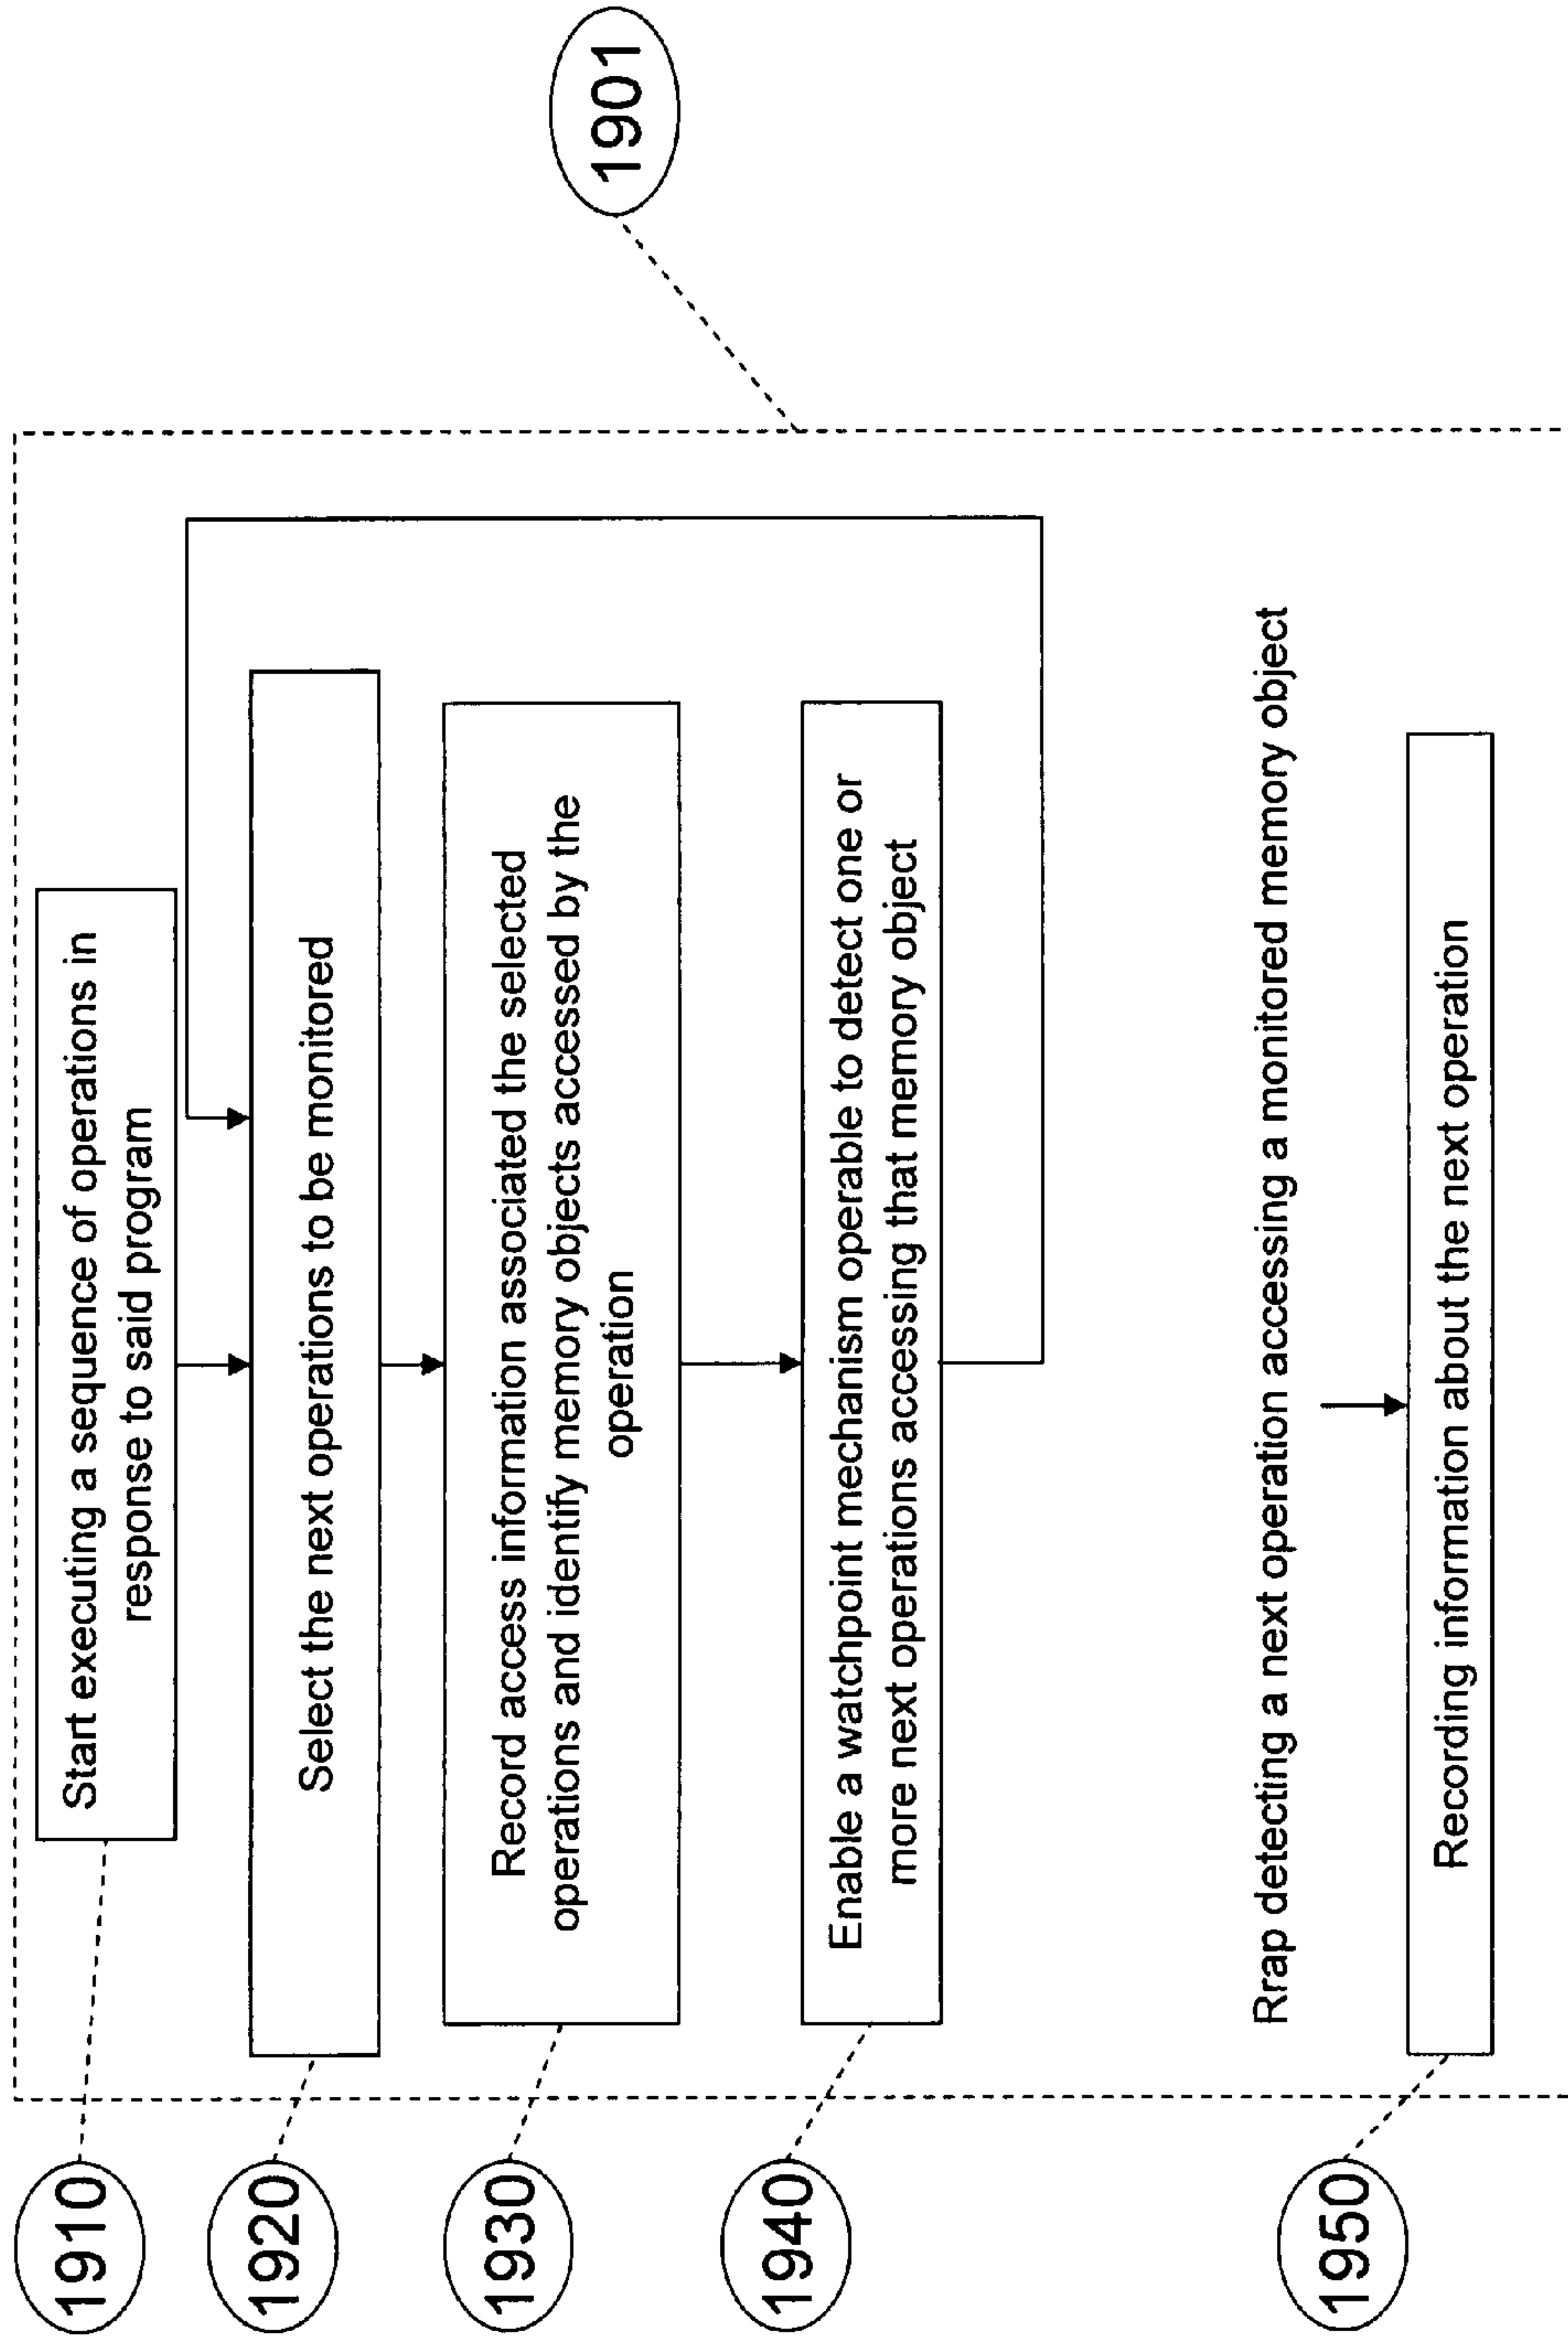 1910
Start executing a sequence of operations in
response to said program
1920
Select the next operations to be monitored
1930
Record access information associated the selected
operations and identify memory objects accessed by the
operation
1940
Enable a watchpoint mechanism operable to detect one or
more next operations accessing that memory object
1901
Rrap detecting a next operation accessing a monitored memory object
1950
Recording information about the next operation